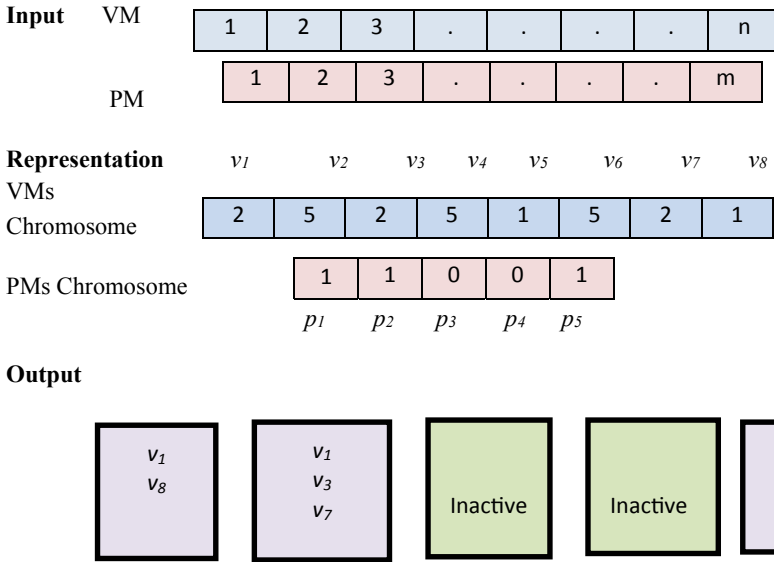 Input VM
1 2 3 . . . . n
1 2 3 . . . . m
PM
Representation v1 v2 v3 v4 v5 v6 v7 v8
VMs
Chromosome
2 5 2 5 1 5 2 1
PMs Chromosome
1 1 0 0 1
p1 p2 p3 p4 p5
Output
v1 v1
v8 v3
v7
Inactive Inactive